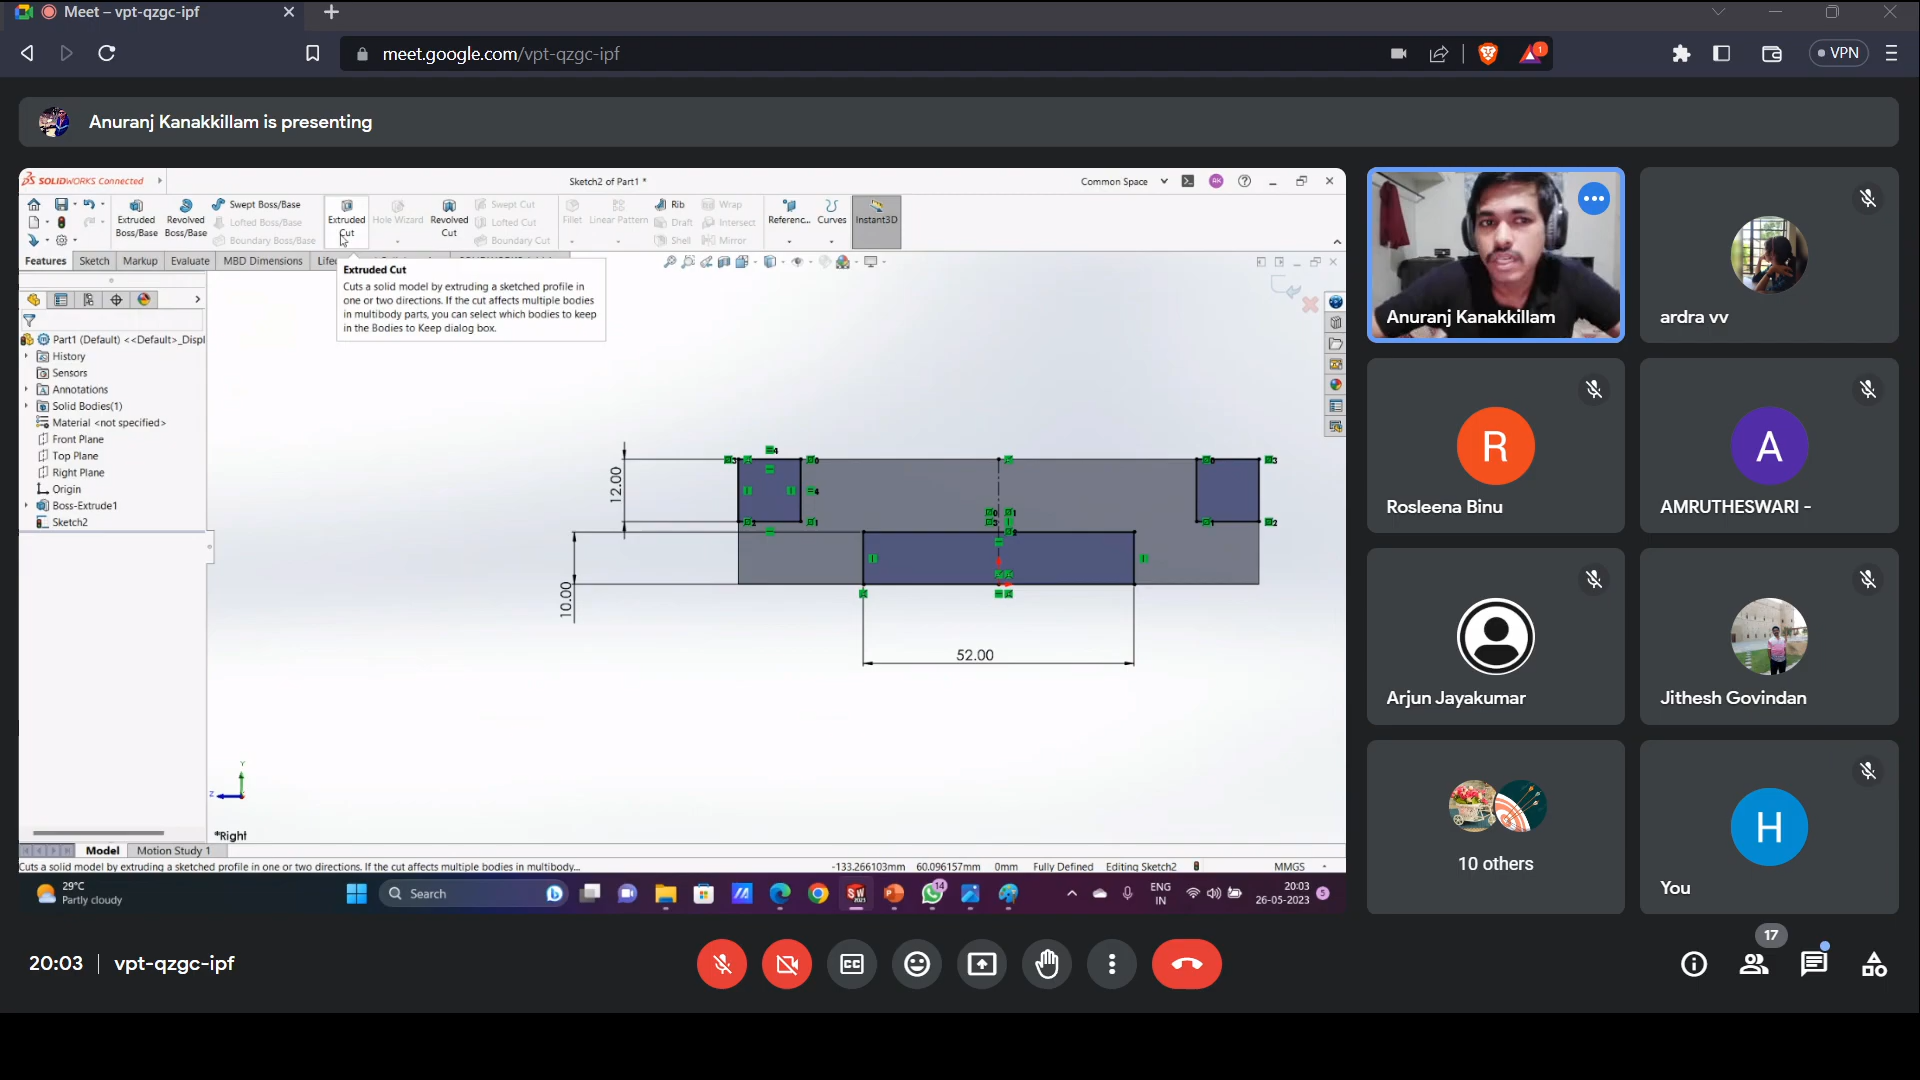 Meet – vpt-qzgc-ipf
meet.google.com/vpt-qzgc-ipf
1
VPN
Anuranj Kanakkillam is presenting
SOLIDWORKS Connected
Sketch2 of Part1 *
Common Space
RK
Extruded Boss/Base
Revolved Boss/Base
Swept Boss/Base
Lofted Boss/Base
Boundary Boss/Base
Extruded Cut
Hole Wizard
Revolved Cut
Swept Cut
Lofted Cut
Boundary Cut
Fillet
Linear Pattern
Rib
Draft
Shell
Wrap
Intersect
Mirror
Referenc...
Curves
Instant3D
Features
Sketch
Markup
Evaluate
MBD Dimensions
Extruded Cut
Cuts a solid model by extruding a sketched profile in
one or two directions. If the cut affects multiple bodies
in multibody parts, you can select which bodies to keep
in the Bodies to Keep dialog box.
Part1 (Default) <<Default>_Displ
History
Sensors
Annotations
Solid Bodies(1)
Material <not specified>
Front Plane
Top Plane
Right Plane
Origin
Boss-Extrude1
Sketch2
12.00
10.00
52.00
Y
Z
*Right
Model
Motion Study 1
Cuts a solid model by extruding a sketched profile in one or two directions. If the cut affects multiple bodies in multibody...
-133.266103mm
60.096157mm
0mm
Fully Defined
Editing Sketch2
MMGS
29°C
Partly cloudy
Search
14
ENG
IN
20:03
26-05-2023
5
Anuranj Kanakkillam
ardra vv
R
Rosleena Binu
A
AMRUTHESWARI -
Arjun Jayakumar
Jithesh Govindan
10 others
H
You
20:03
vpt-qzgc-ipf
CC
17